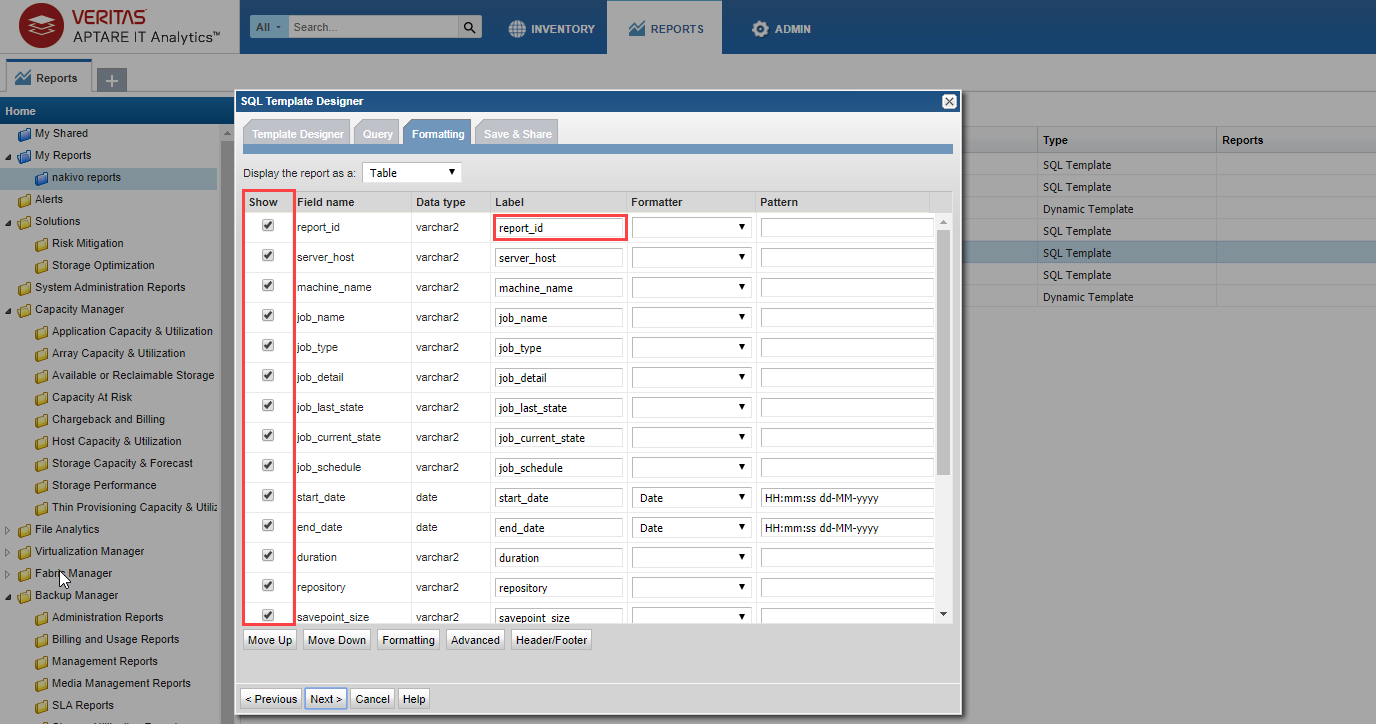 VERITAS
APTARE IT Analytics™
All
Search...
INVENTORY
REPORTS
ADMIN
Reports
Home
My Shared
My Reports
nakivo reports
Alerts
Solutions
Risk Mitigation
Storage Optimization
System Administration Reports
Capacity Manager
Application Capacity & Utilization
Array Capacity & Utilization
Available or Reclaimable Storage
Capacity At Risk
Chargeback and Billing
Host Capacity & Utilization
Storage Capacity & Forecast
Storage Performance
Thin Provisioning Capacity & Utiliz
File Analytics
Virtualization Manager
Fabric Manager
Backup Manager
Administration Reports
Billing and Usage Reports
Management Reports
Media Management Reports
SLA Reports
SQL Template Designer
Template Designer Query Formatting Save & Share
Display the report as a: Table
Show Field name Data type Label Formatter Pattern
report_id varchar2 report_id
server_host varchar2 server_host
machine_name varchar2 machine_name
job_name varchar2 job_name
job_type varchar2 job_type
job_detail varchar2 job_detail
job_last_state varchar2 job_last_state
job_current_state varchar2 job_current_state
job_schedule varchar2 job_schedule
start_date date start_date Date HH:mm:ss dd-MM-yyyy
end_date date end_date Date HH:mm:ss dd-MM-yyyy
duration varchar2 duration
repository varchar2 repository
savepoint_size varchar2 savepoint_size
Move Up Move Down Formatting Advanced Header/Footer
< Previous Next > Cancel Help
Type Reports
SQL Template
SQL Template
Dynamic Template
SQL Template
SQL Template
SQL Template
Dynamic Template